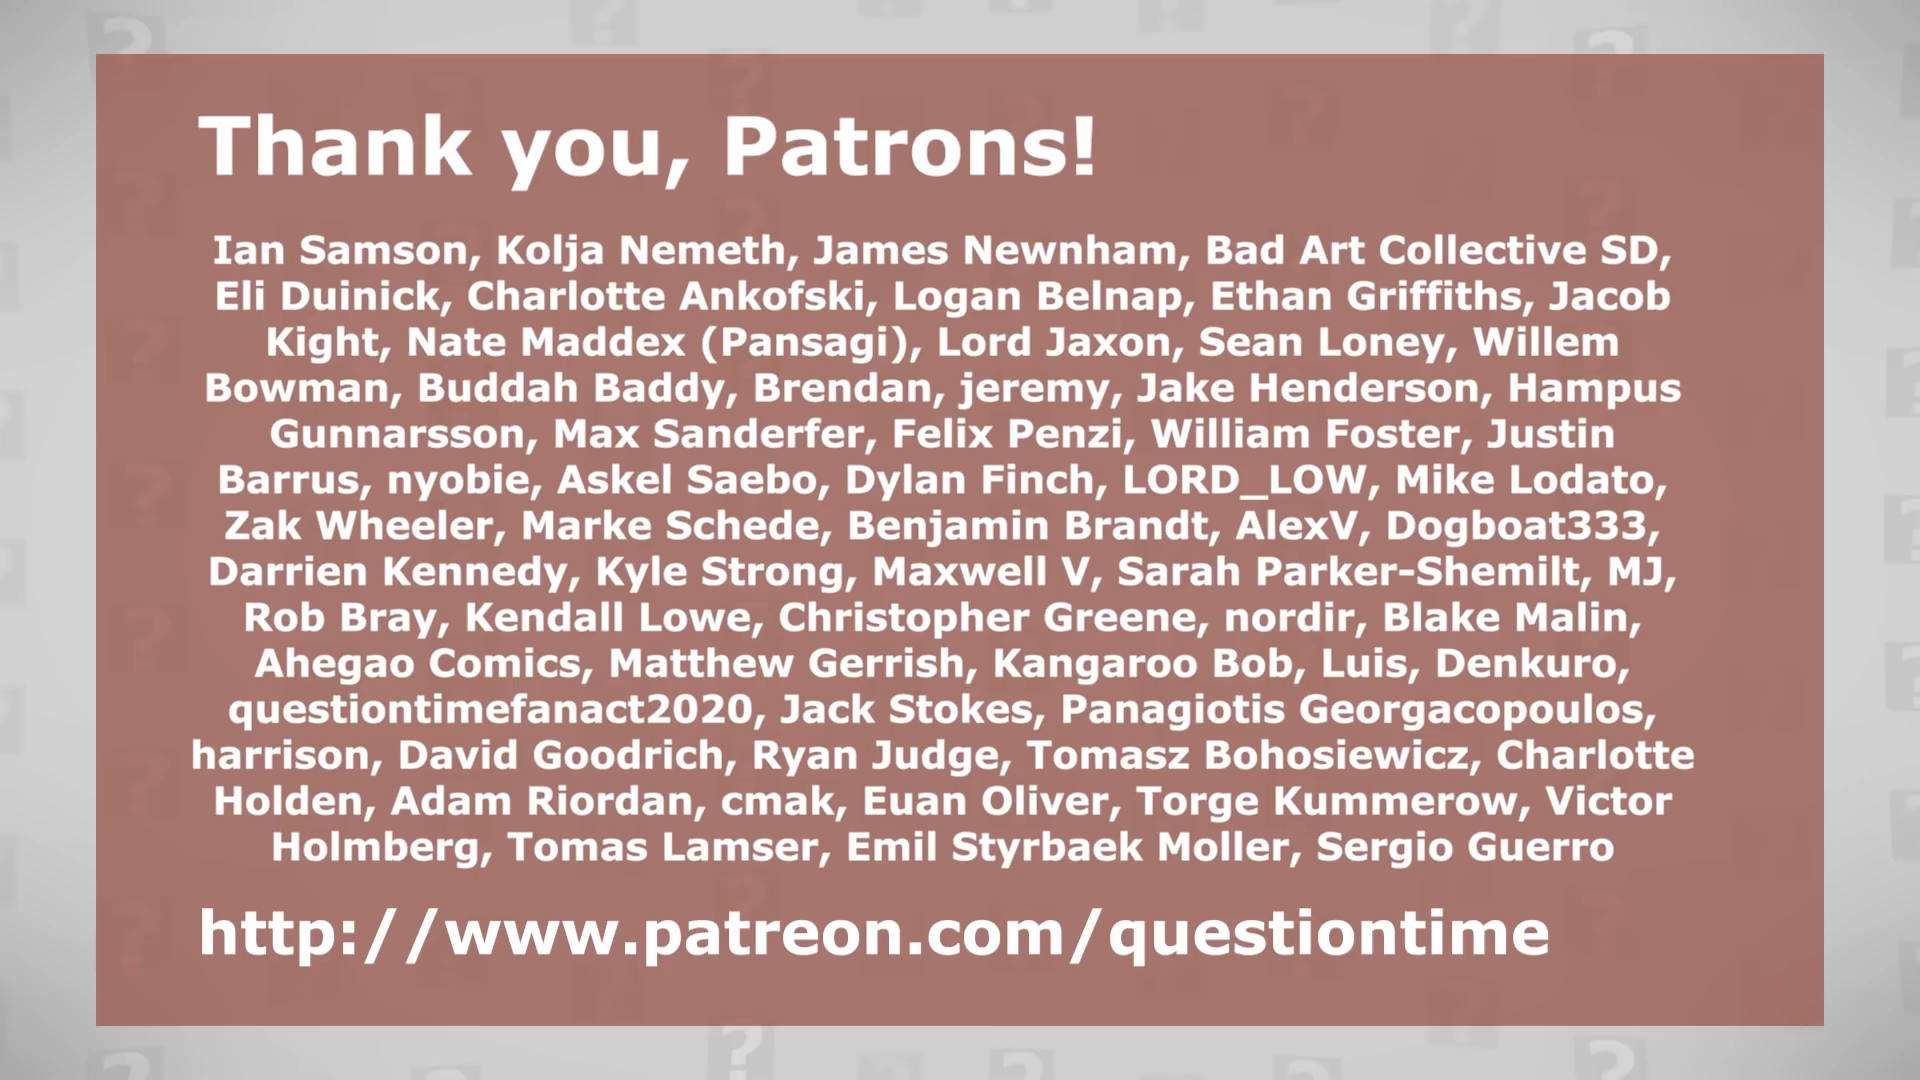 Thank you, Patrons!
Ian Samson, Kolja Nemeth, James Newnham, Bad Art Collective SD,
Eli Duinick, Charlotte Ankofski, Logan Belnap, Ethan Griffiths, Jacob
Kight, Nate Maddex (Pansagi), Lord Jaxon, Sean Loney, Willem
Bowman, Buddah Baddy, Brendan, jeremy, Jake Henderson, Hampus
Gunnarsson, Max Sanderfer, Felix Penzi, William Foster, Justin
Barrus, nyobie, Askel Saebo, Dylan Finch, LORD_LOW, Mike Lodato,
Zak Wheeler, Marke Schede, Benjamin Brandt, AlexV, Dogboat333,
Darrien Kennedy, Kyle Strong, Maxwell V, Sarah Parker-Shemilt, MJ,
Rob Bray, Kendall Lowe, Christopher Greene, nordir, Blake Malin,
Ahegao Comics, Matthew Gerrish, Kangaroo Bob, Luis, Denkuro,
questiontimefanact2020, Jack Stokes, Panagiotis Georgacopoulos,
harrison, David Goodrich, Ryan Judge, Tomasz Bohosiewicz, Charlotte
Holden, Adam Riordan, cmak, Euan Oliver, Torge Kummerow, Victor
Holmberg, Tomas Lamser, Emil Styrbaek Moller, Sergio Guerro
http://www.patreon.com/questiontime